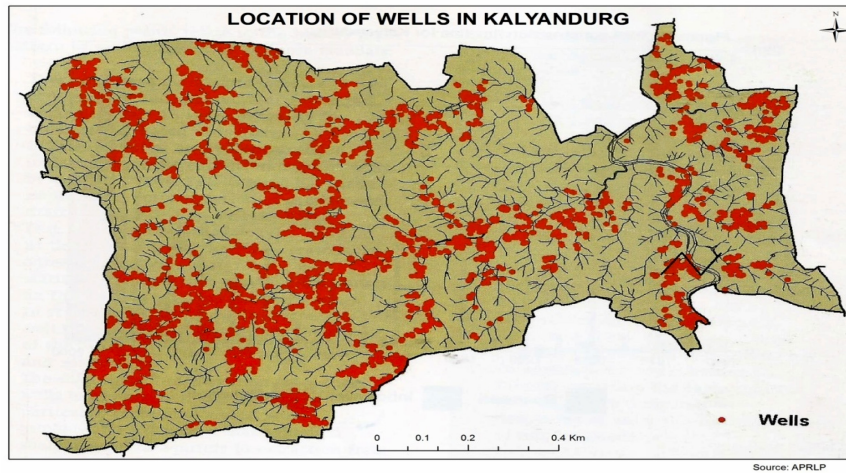 LOCATION OF WELLS IN KALYANDURG
N
Wells
0 0.1 0.2 0.4 Km
Source: APRLP